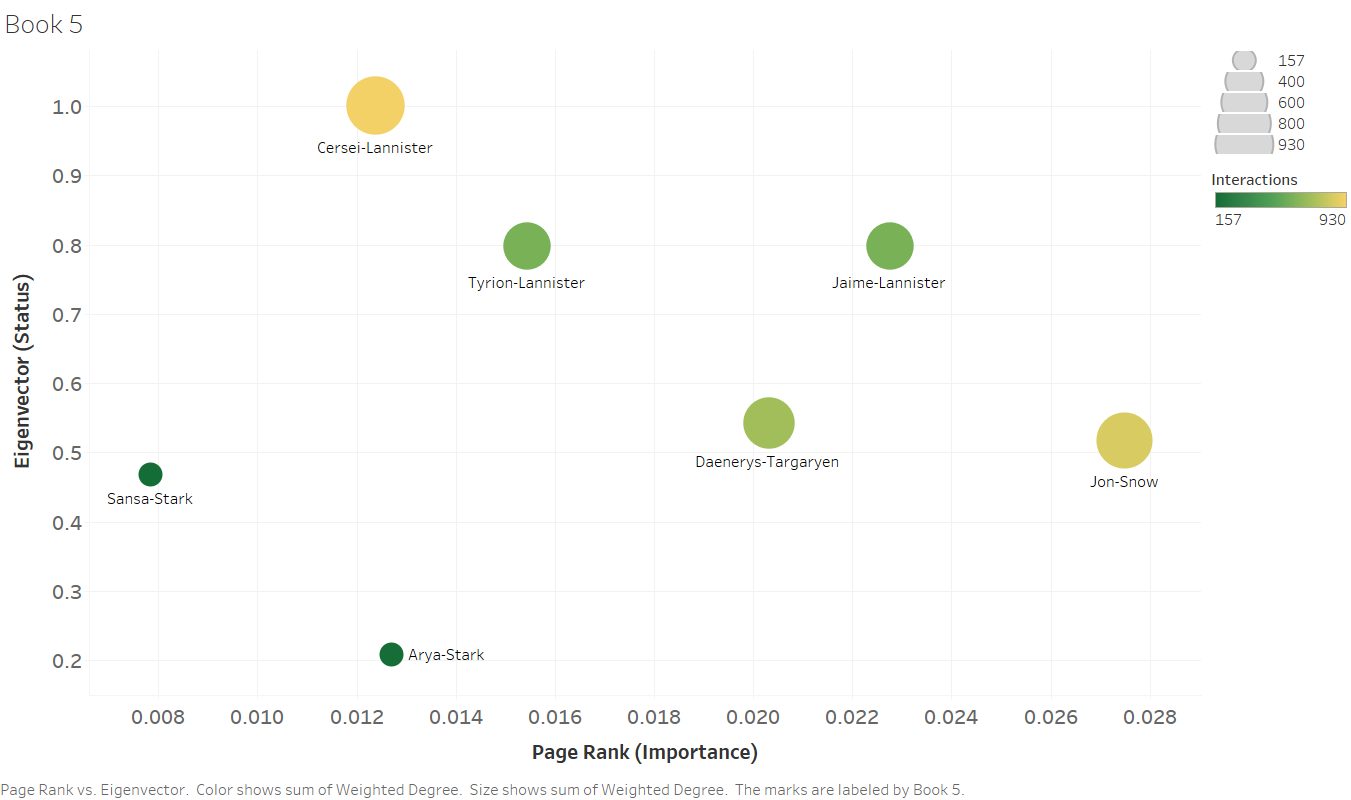 Book 5
157
400
600
800
930
Interactions
157 930
1.0
0.9
0.8
0.7
0.6
0.5
0.4
0.3
0.2
Eigenvector (Status)
Cersei-Lannister
Tyrion-Lannister
Jaime-Lannister
Daenerys-Targaryen
Jon-Snow
Sansa-Stark
Arya-Stark
0.008 0.010 0.012 0.014 0.016 0.018 0.020 0.022 0.024 0.026 0.028
Page Rank (Importance)
Page Rank vs. Eigenvector.  Color shows sum of Weighted Degree.  Size shows sum of Weighted Degree.  The marks are labeled by Book 5.